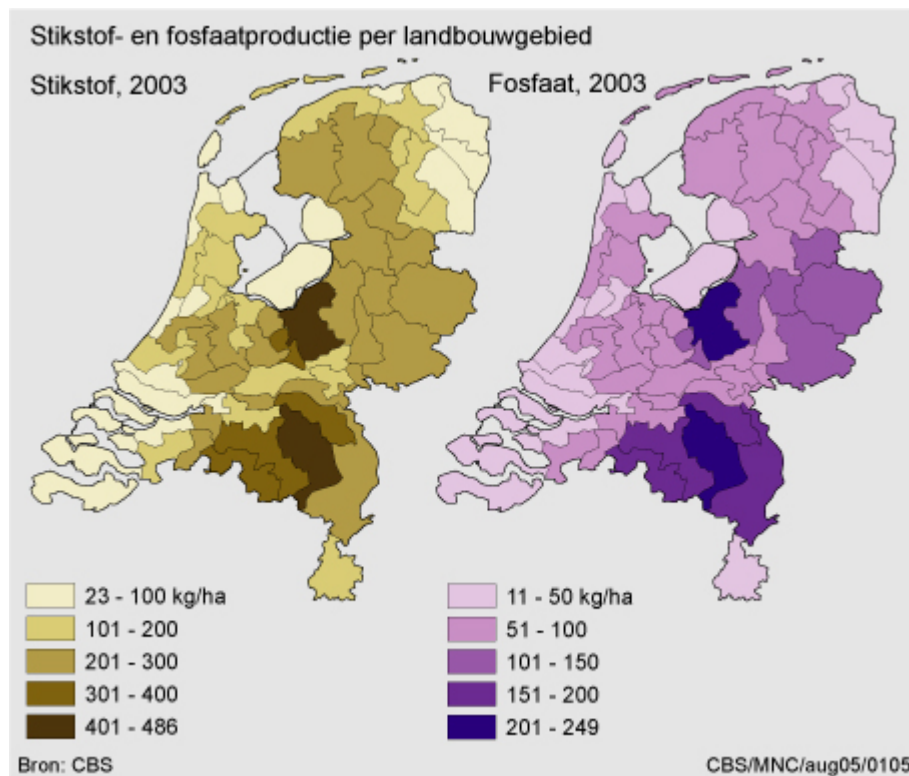 Stikstof- en fosfaatproductie per landbouwgebied
Stikstof, 2003
Fosfaat, 2003
23 - 100 kg/ha
101 - 200
201 - 300
301 - 400
401 - 486
11 - 50 kg/ha
51 - 100
101 - 150
151 - 200
201 - 249
Bron: CBS
CBS/MNC/aug05/0105